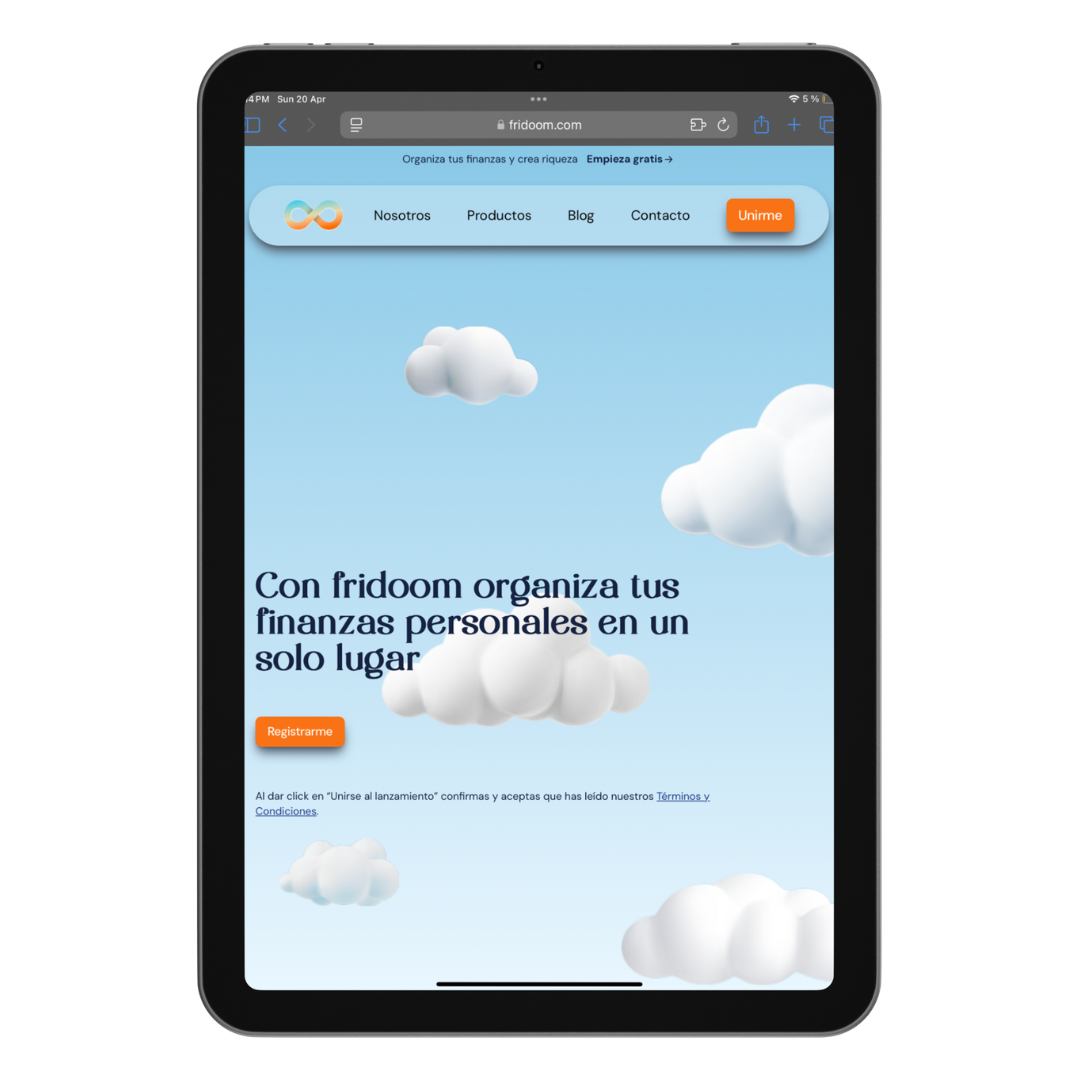 4 PM Sun 20 Apr
5 %
fridoom.com
Organiza tus finanzas y crea riqueza Empieza gratis →
Nosotros Productos Blog Contacto Unirme
Con fridoom organiza tus
finanzas personales en un
solo lugar
Registrarme
Al dar click en “Unirse al lanzamiento” confirmas y aceptas que has leído nuestros Términos y
Condiciones.